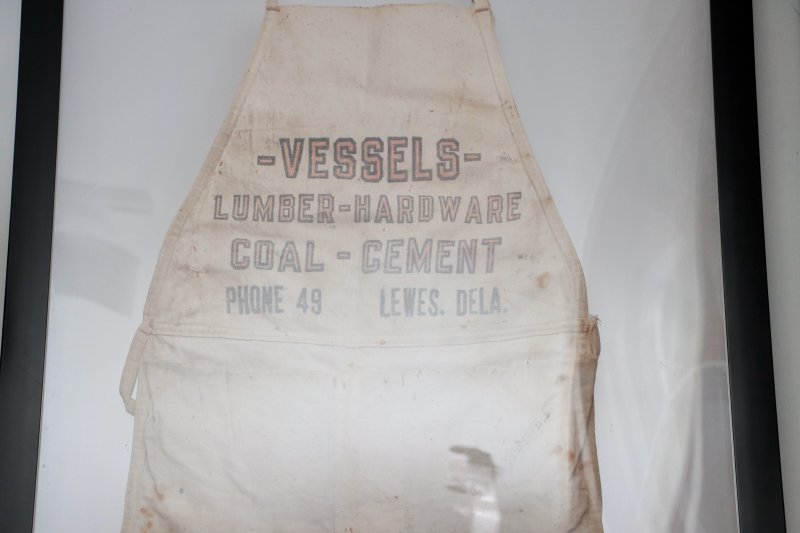 -VESSELS-
LUMBER-HARDWARE
COAL - CEMENT
PHONE 49 LEWES. DELA.